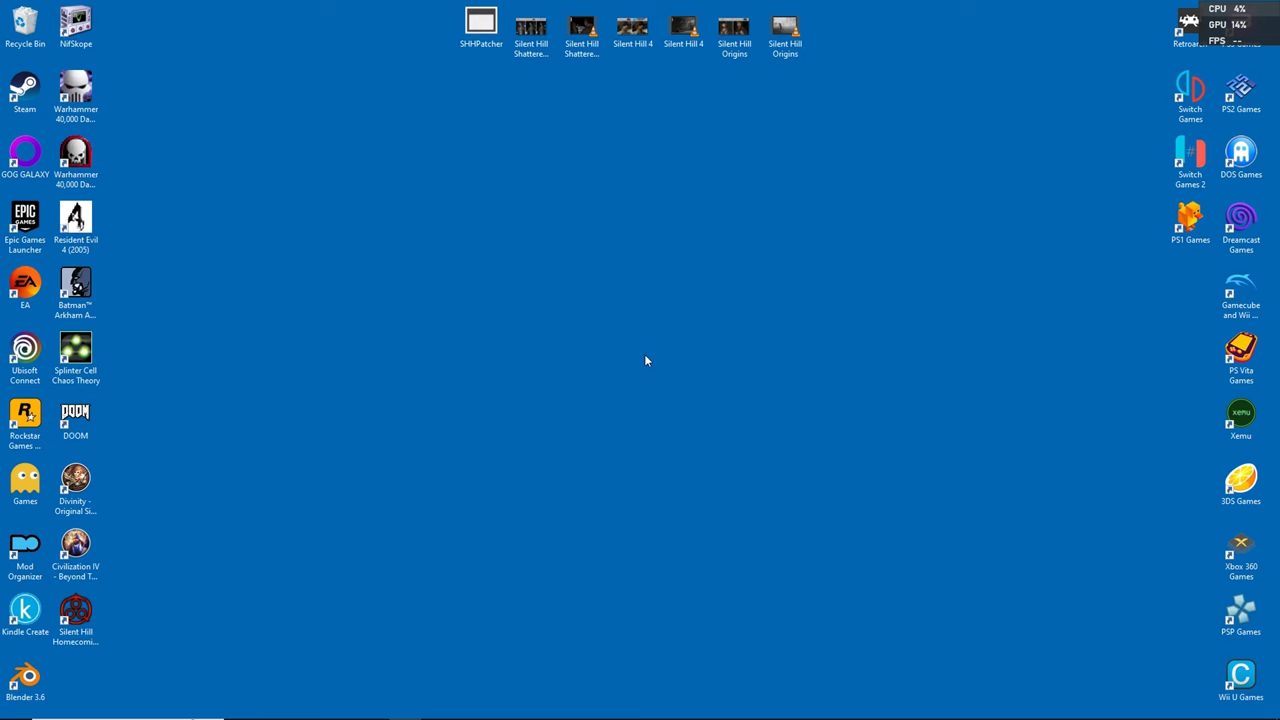 Recycle Bin
NifSkope
SHHPatcher
Silent Hill
Shattere...
Silent Hill
Shattere...
Silent Hill 4
Silent Hill 4
Silent Hill
Origins
Silent Hill
Origins
CPU 4%
GPU 14%
FPS --
Steam
Warhammer
40,000 Da...
Switch
Games
PS2 Games
GOG GALAXY
Warhammer
40,000 Da...
Switch
Games 2
DOS Games
EPIC
GAMES
Epic Games
Launcher
Resident Evil
4 (2005)
PS1 Games
Dreamcast
Games
EA
EA
Batman™
Arkham A...
Gamecube
and Wii ...
Ubisoft
Connect
Splinter Cell
Chaos Theory
PS Vita
Games
R
Rockstar
Games ...
DOOM
DOOM
xemu
Xemu
Games
Divinity -
Original Si...
3DS Games
Mod
Organizer
Civilization IV
- Beyond T...
Xbox 360
Games
k
Kindle Create
Silent Hill
Homecomi...
PSP Games
Blender 3.6
C
Wii U Games